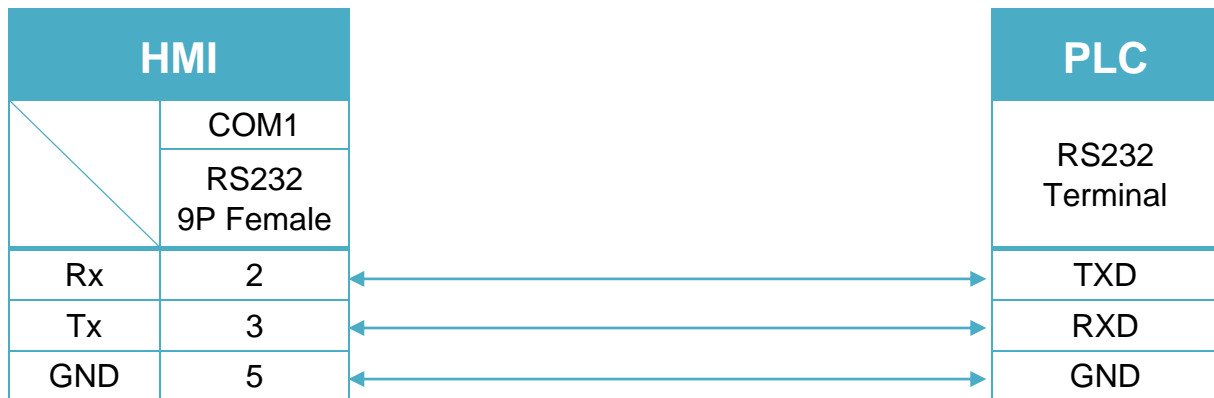 HMI
PLC
COM1
RS232
9P Female
RS232
Terminal
Rx 2 TXD
Tx 3 RXD
GND 5 GND